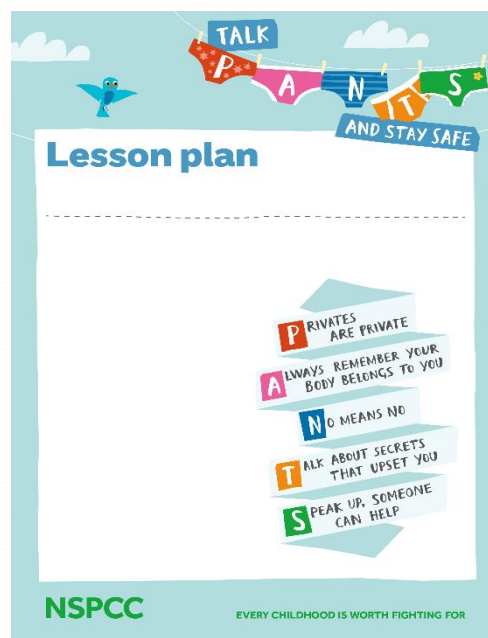 TALK
PANTS
AND STAY SAFE
Lesson plan
PRIVATES
ARE PRIVATE
ALWAYS REMEMBER YOUR
BODY BELONGS TO YOU
NO MEANS NO
TALK ABOUT SECRETS
THAT UPSET YOU
SPEAK UP, SOMEONE
CAN HELP
NSPCC
EVERY CHILDHOOD IS WORTH FIGHTING FOR